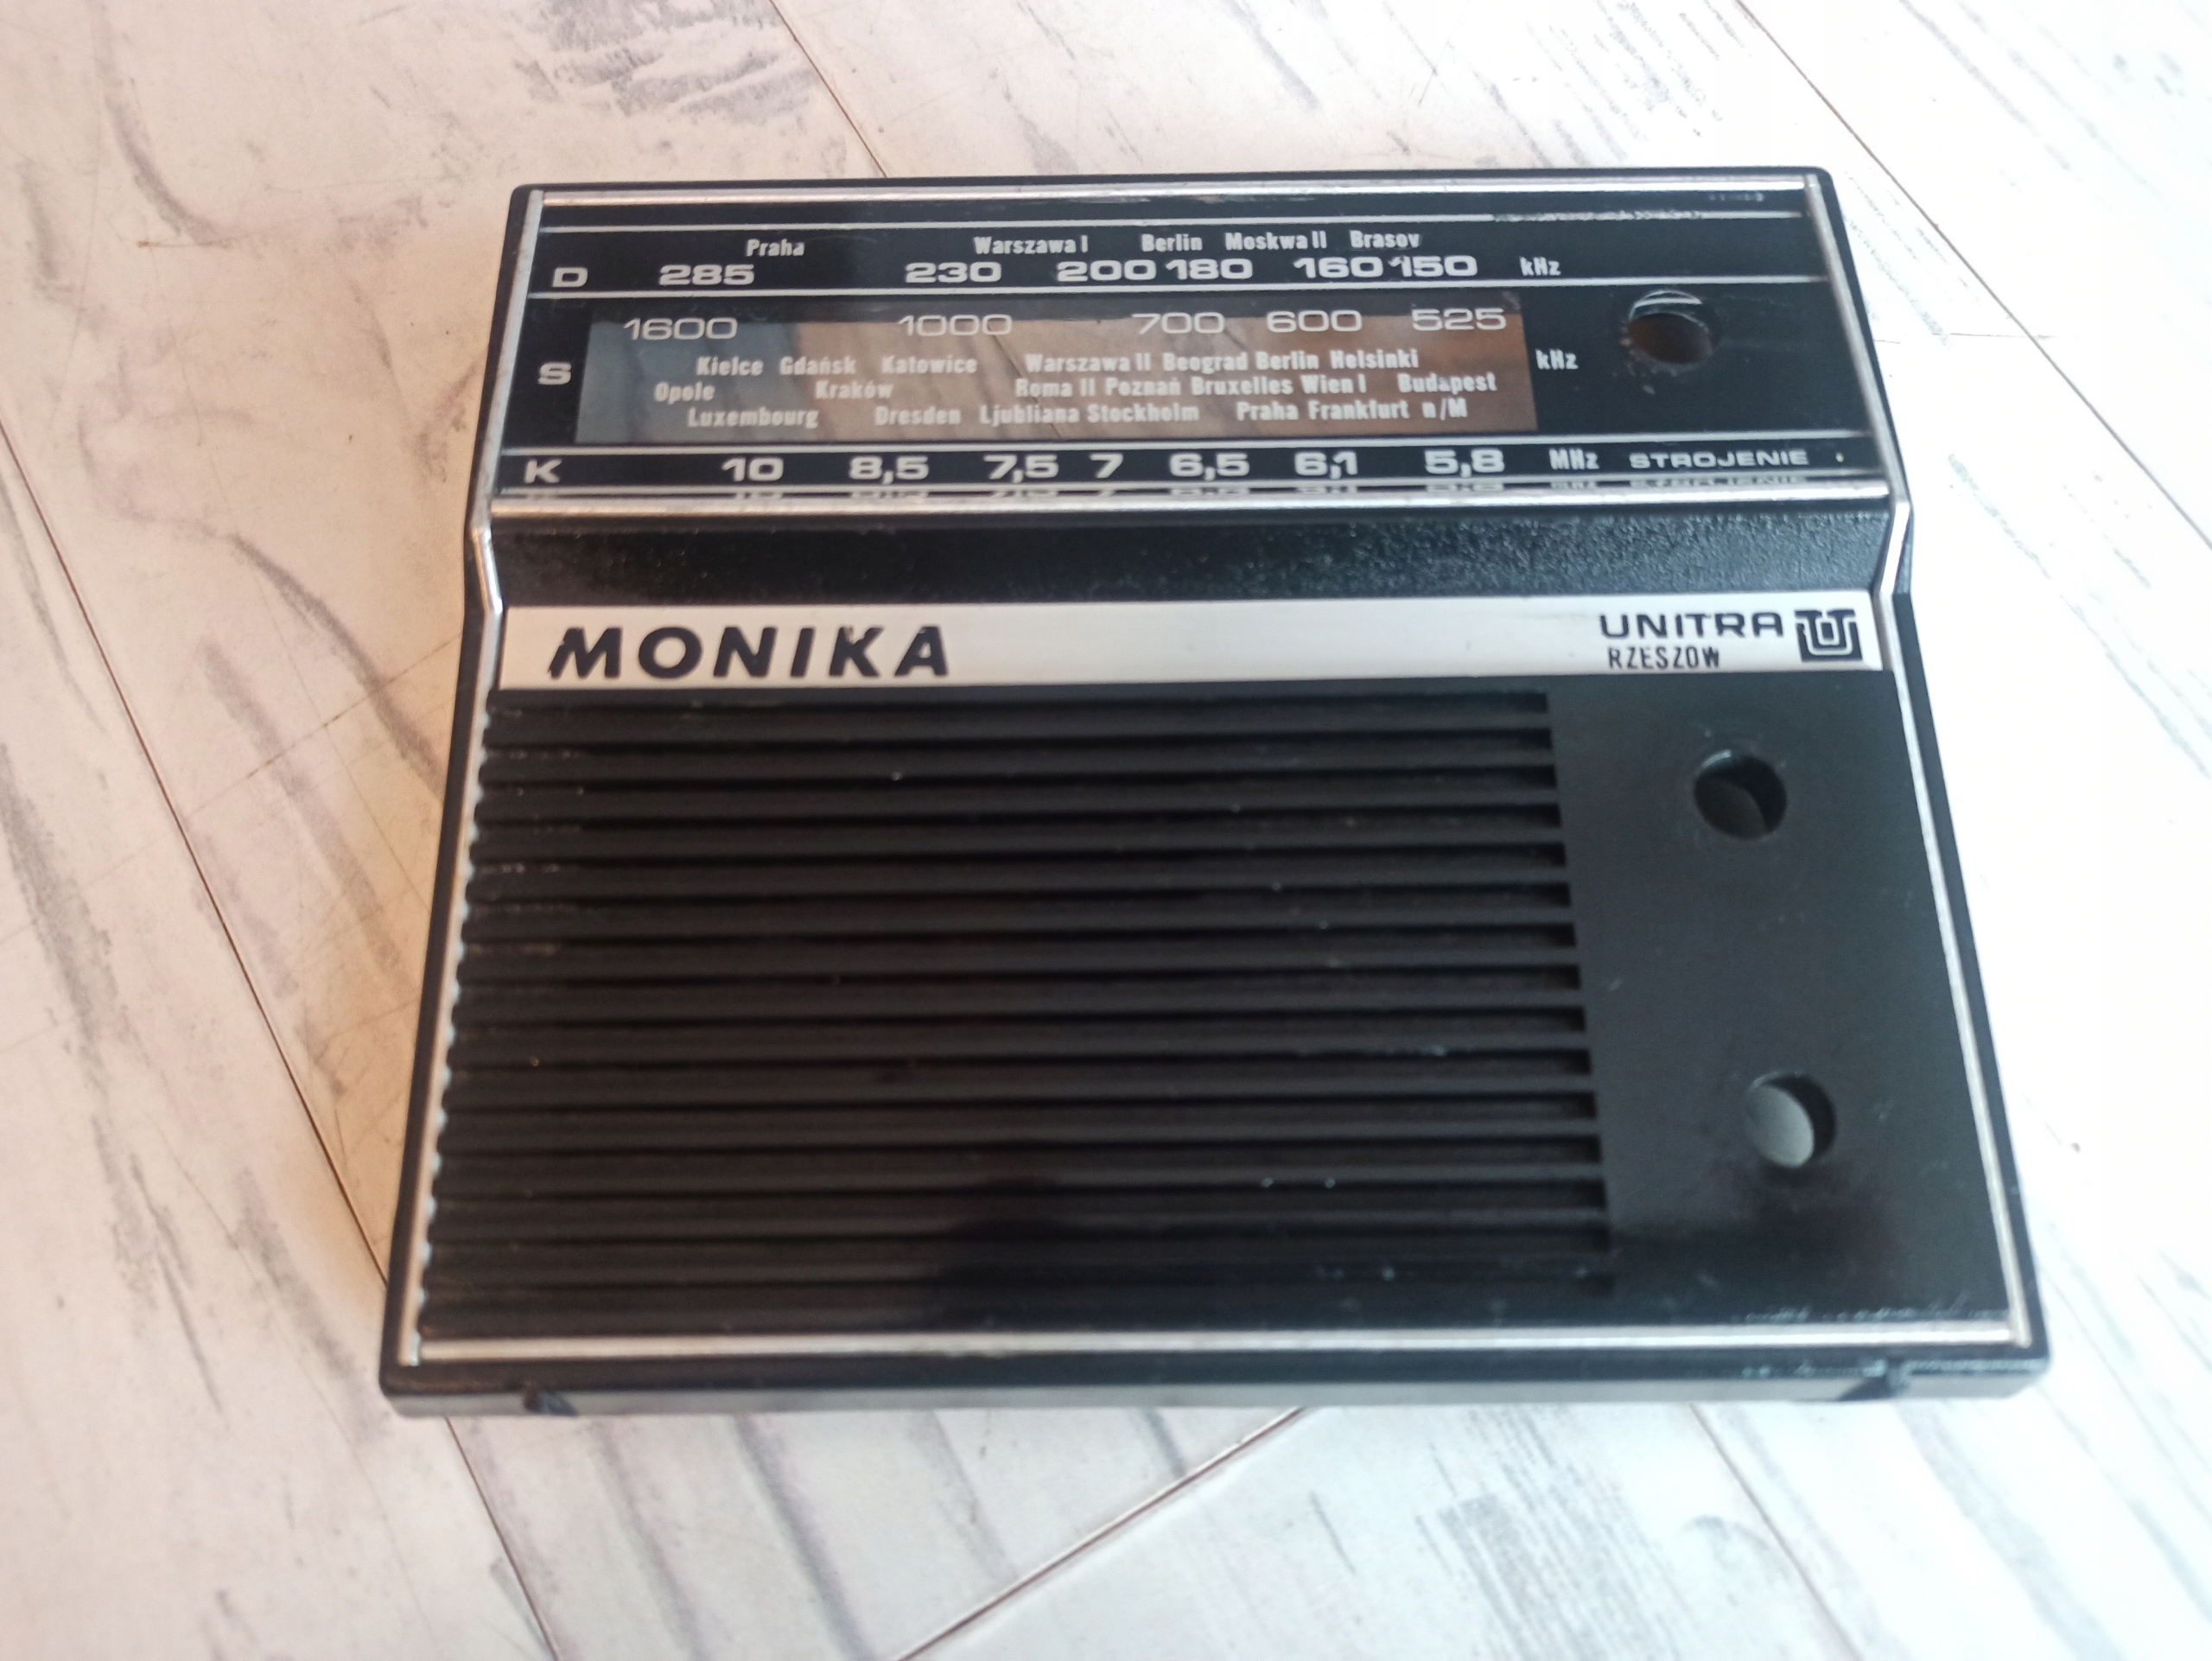 Praha Warszawa I Berlin Moskwa II Brasov
D 285 230 200 180 160 150 kHz
1600 1000 700 600 525
S kHz
Kielce Gdańsk Katowice Warszawa II Beograd Berlin Helsinki
Opole Kraków Roma II Poznań Bruxelles Wien I Budapest
Luxembourg Dresden Ljubliana Stockholm Praha Frankfurt n/M
K 10 8,5 7,5 7 6,5 6,1 5,8 MHz STROJENIE
MONIKA UNITRA
RZESZOW